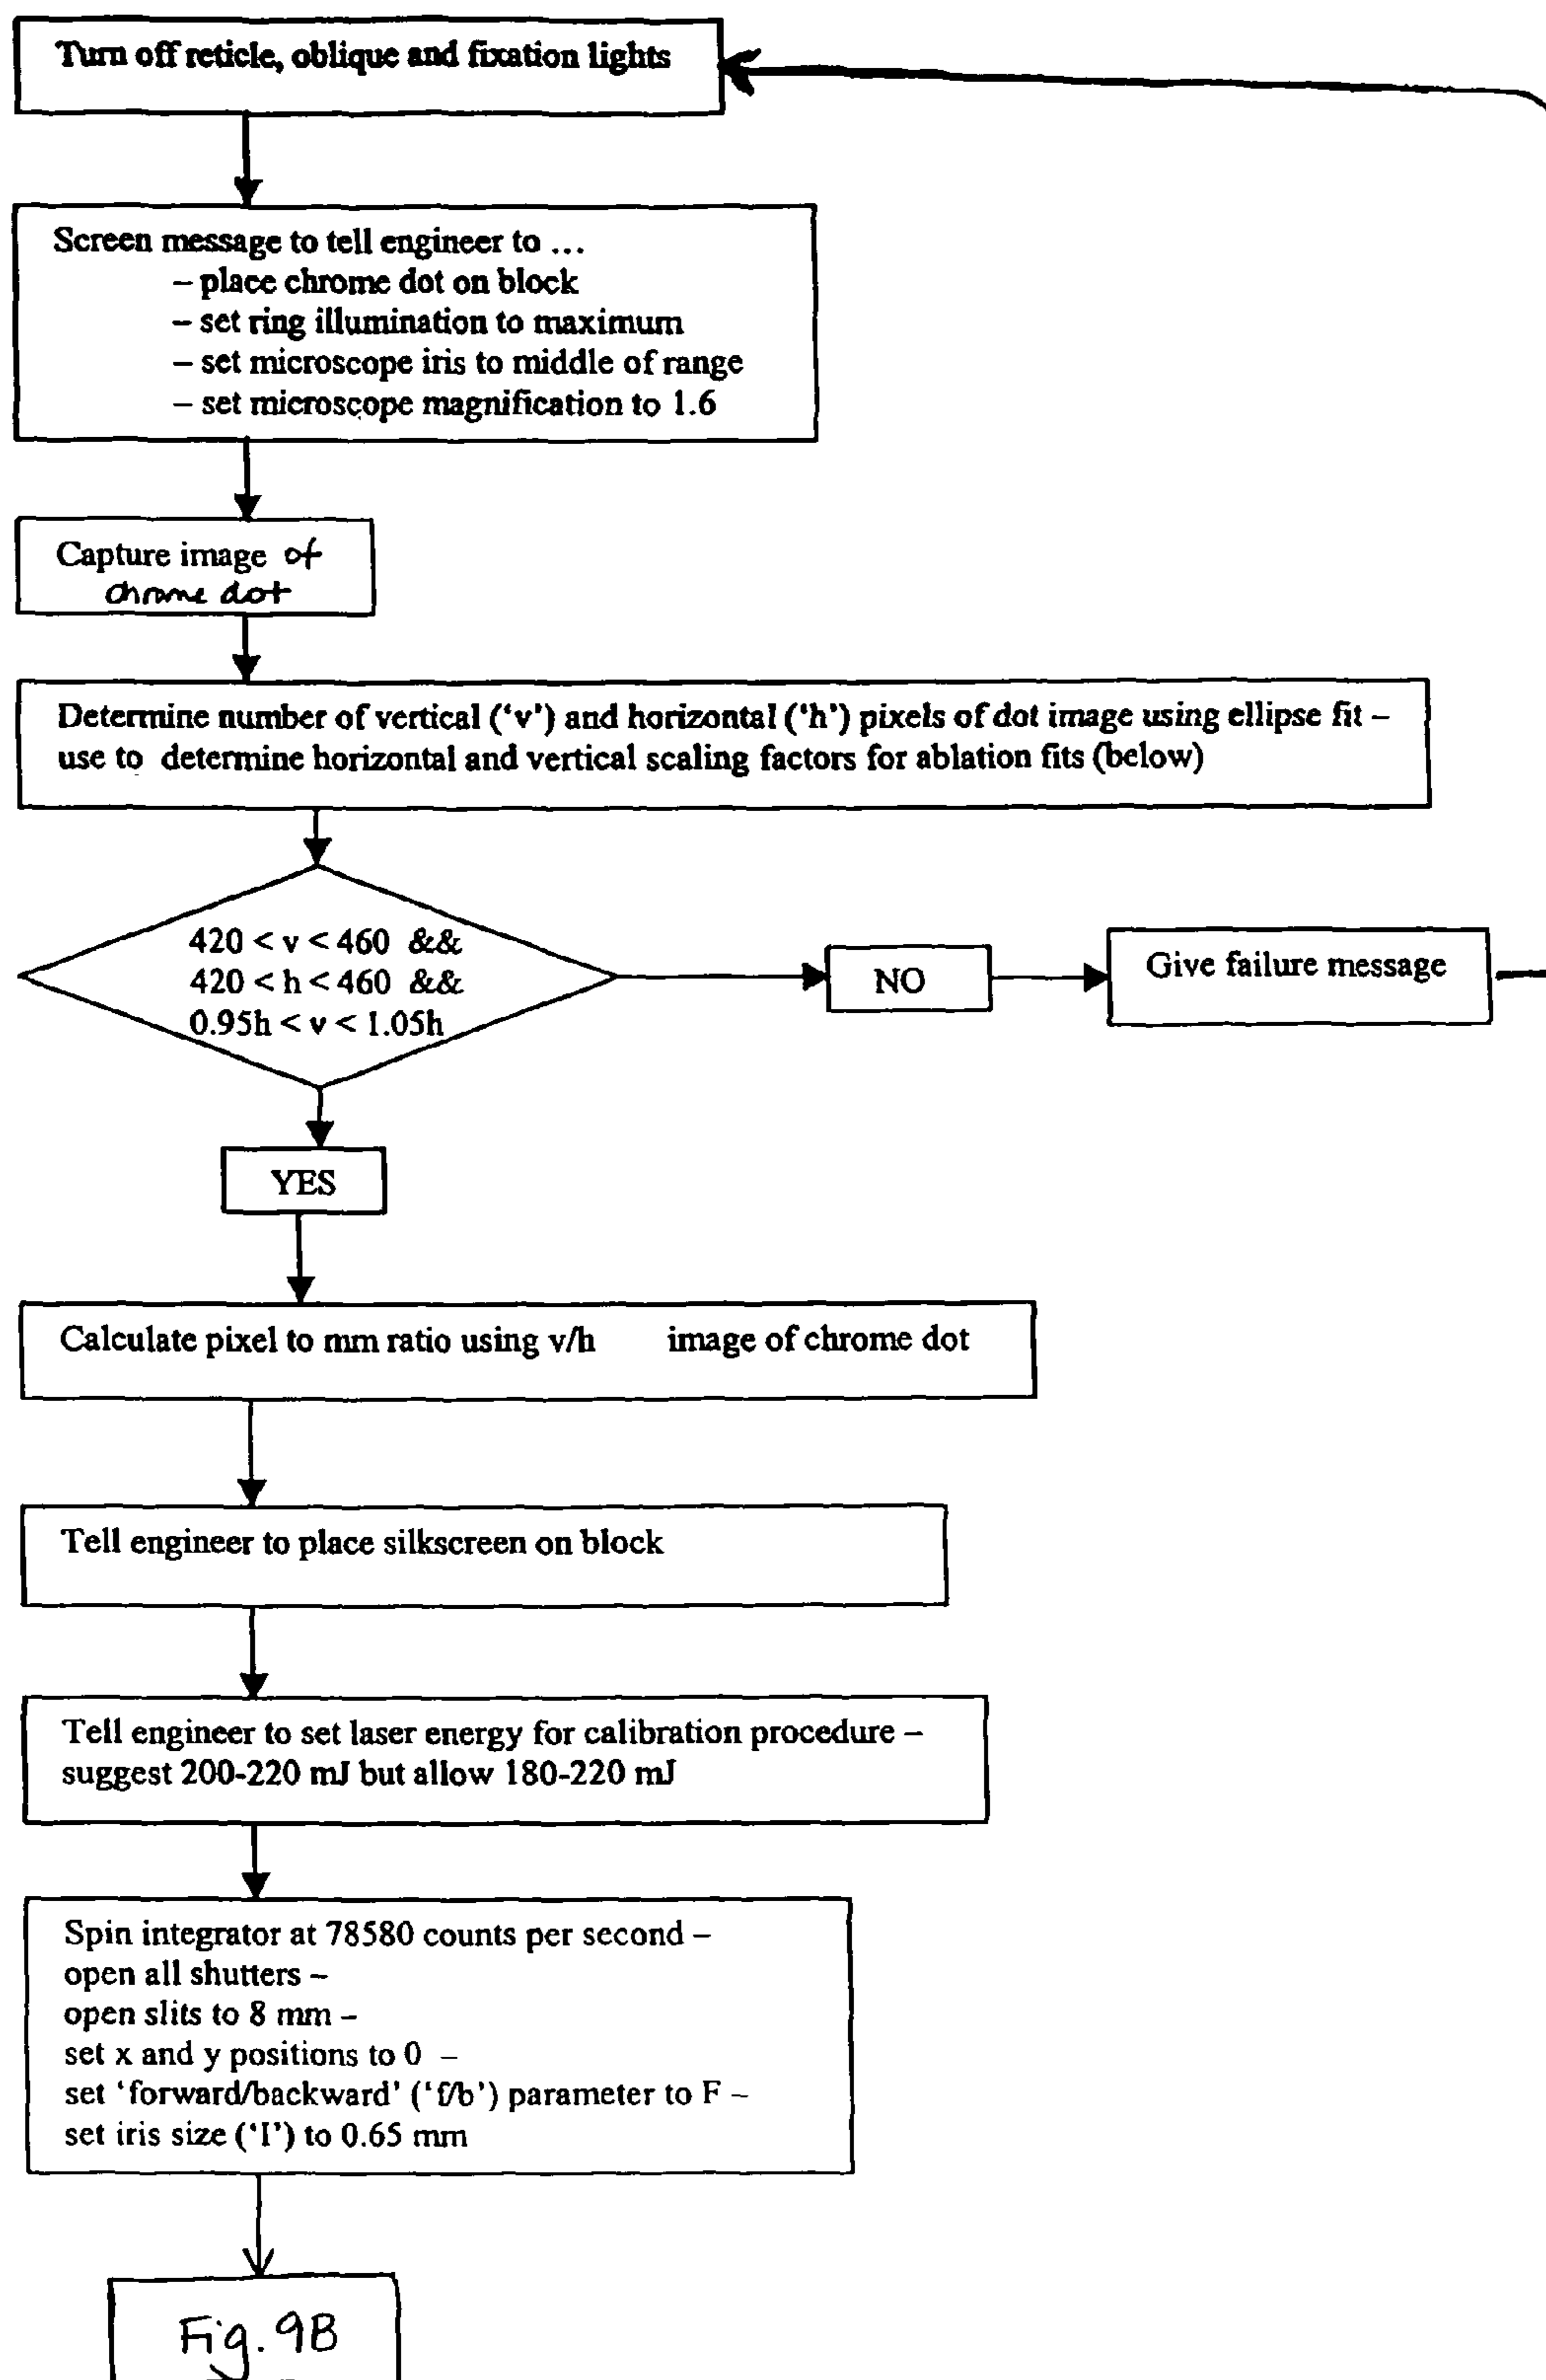 Turn off reticle, oblique and fixation lights
Screen message to tell engineer to ...
– place chrome dot on block
– set ring illumination to maximum
– set microscope iris to middle of range
– set microscope magnification to 1.6
Capture image of
chrome dot
Determine number of vertical (‘v’) and horizontal (‘h’) pixels of dot image using ellipse fit –
use to determine horizontal and vertical scaling factors for ablation fits (below)
420 < v < 460 &&
420 < h < 460 &&
0.95h < v < 1.05h
NO
Give failure message
YES
Calculate pixel to mm ratio using v/h image of chrome dot
Tell engineer to place silkscreen on block
Tell engineer to set laser energy for calibration procedure –
suggest 200-220 mJ but allow 180-220 mJ
Spin integrator at 78580 counts per second –
open all shutters –
open slits to 8 mm –
set x and y positions to 0 –
set ‘forward/backward’ (‘f/b’) parameter to F –
set iris size (‘I’) to 0.65 mm
Fig. 9B